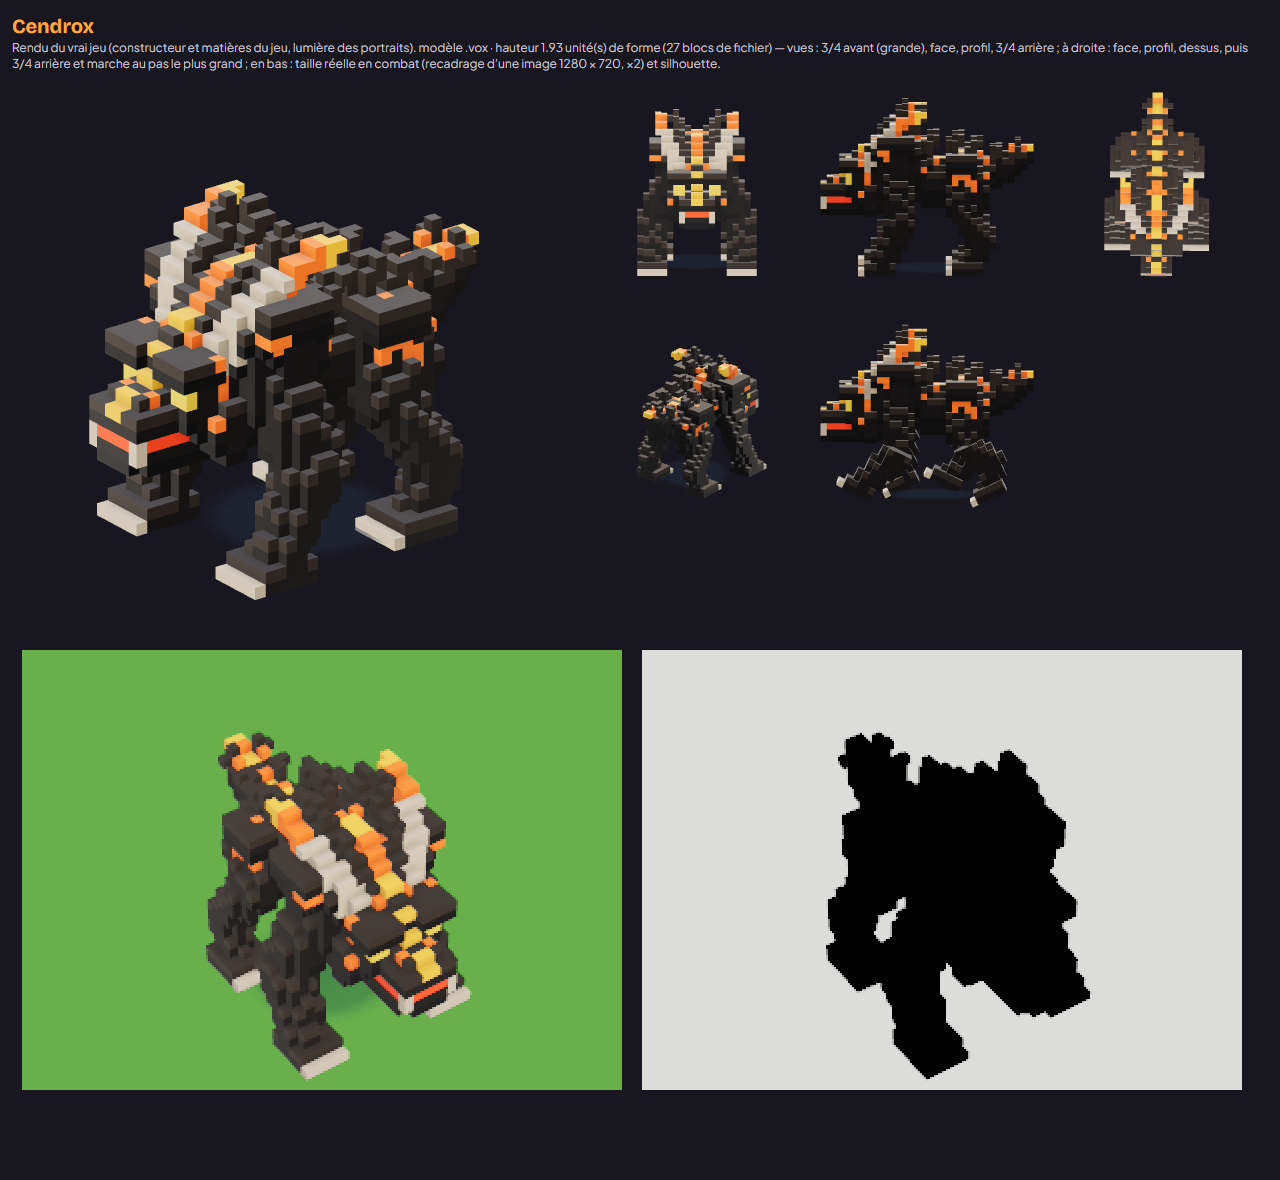 Cendrox
Rendu du vrai jeu (constructeur et matières du jeu, lumière des portraits). modèle .vox · hauteur 1.93 unité(s) de forme (27 blocs de fichier) — vues : 3/4 avant (grande), face, profil, 3/4 arrière ; à droite : face, profil, dessus, puis
3/4 arrière et marche au pas le plus grand ; en bas : taille réelle en combat (recadrage d'une image 1280 × 720, ×2) et silhouette.